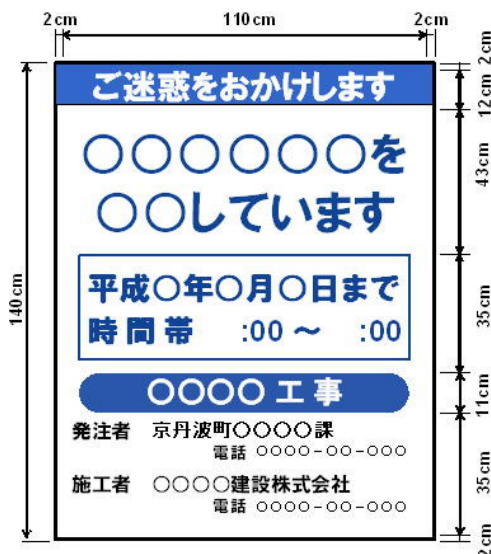 2cm 110cm 2cm
2cm
ご迷惑をおかけします
12cm
○○○○○○を
43cm
○○しています
140cm
平成○年○月○日まで
35cm
時間帯 :00～ :00
○○○○工事
11cm
発注者 京丹波町○○○○課
電話 ○○○○-○○-○○○
35cm
施工者 ○○○○建設株式会社
電話 ○○○○-○○-○○○
2cm